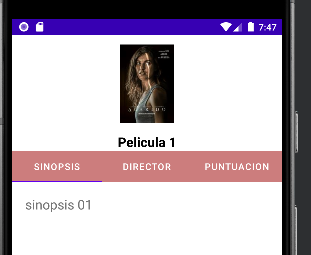 7:47
Pelicula 1
SINOPSIS DIRECTOR PUNTUACION
sinopsis 01